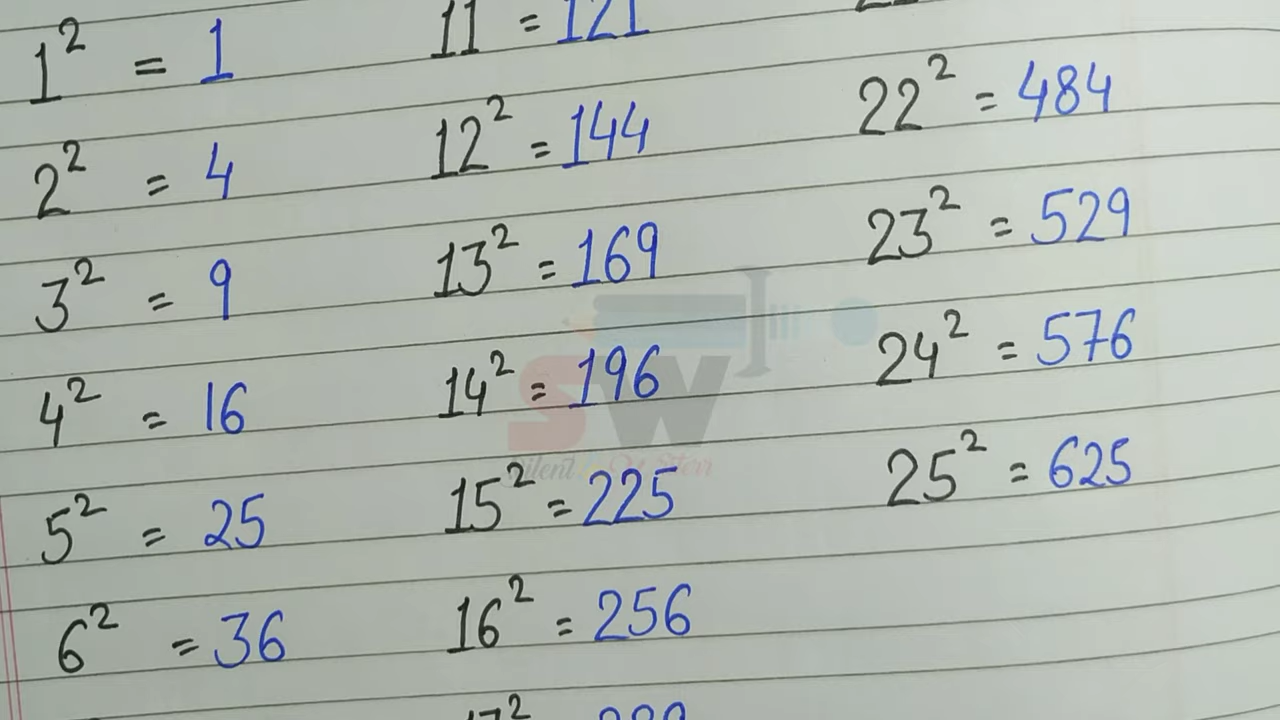 1² = 1
2² = 4
3² = 9
4² = 16
5² = 25
6² = 36
11 = 121
12² = 144
13² = 169
14² = 196
15² = 225
16² = 256
22² = 484
23² = 529
24² = 576
25² = 625
SW